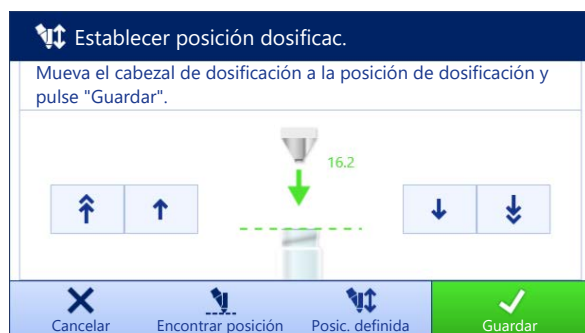 Establecer posición dosificac.
Mueva el cabezal de dosificación a la posición de dosificación y
pulse "Guardar".
16.2
Cancelar Encontrar posición Posic. definida Guardar